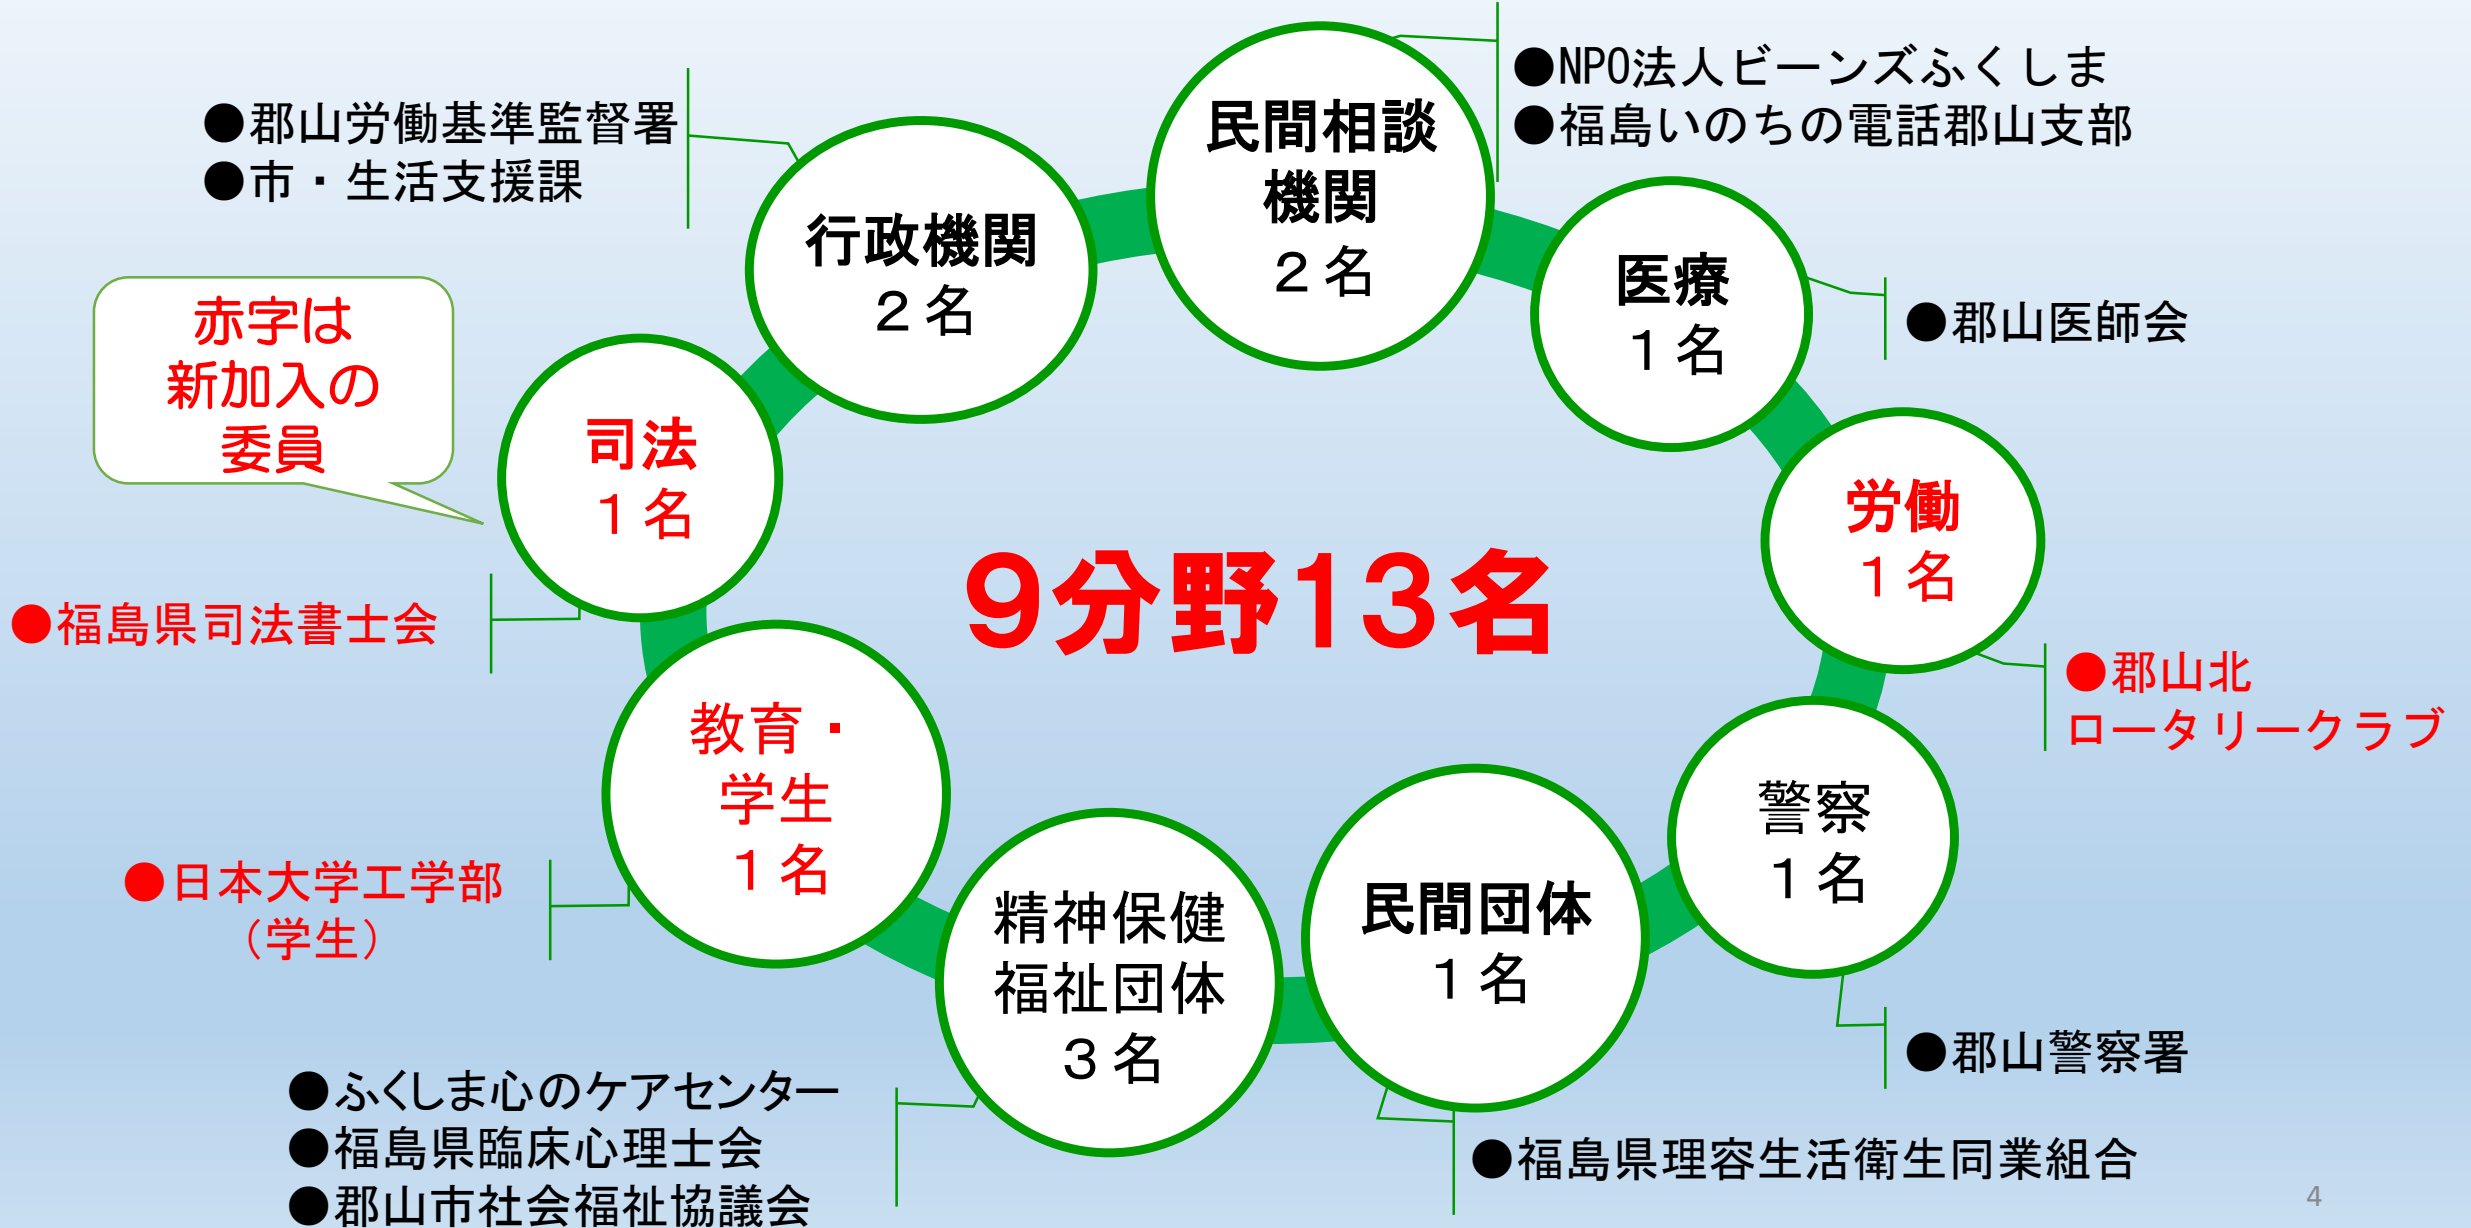 ●郡山労働基準監督署
●市・生活支援課
行政機関
２名
民間相談
機関
２名
●NPO法人ビーンズふくしま
●福島いのちの電話郡山支部
医療
１名
●郡山医師会
赤字は
新加入の
委員
司法
１名
●福島県司法書士会
9分野13名
労働
１名
●郡山北
ロータリークラブ
教育・
学生
１名
●日本大学工学部
（学生）
精神保健
福祉団体
３名
●ふくしま心のケアセンター
●福島県臨床心理士会
●郡山市社会福祉協議会
民間団体
１名
●福島県理容生活衛生同業組合
警察
１名
●郡山警察署
4